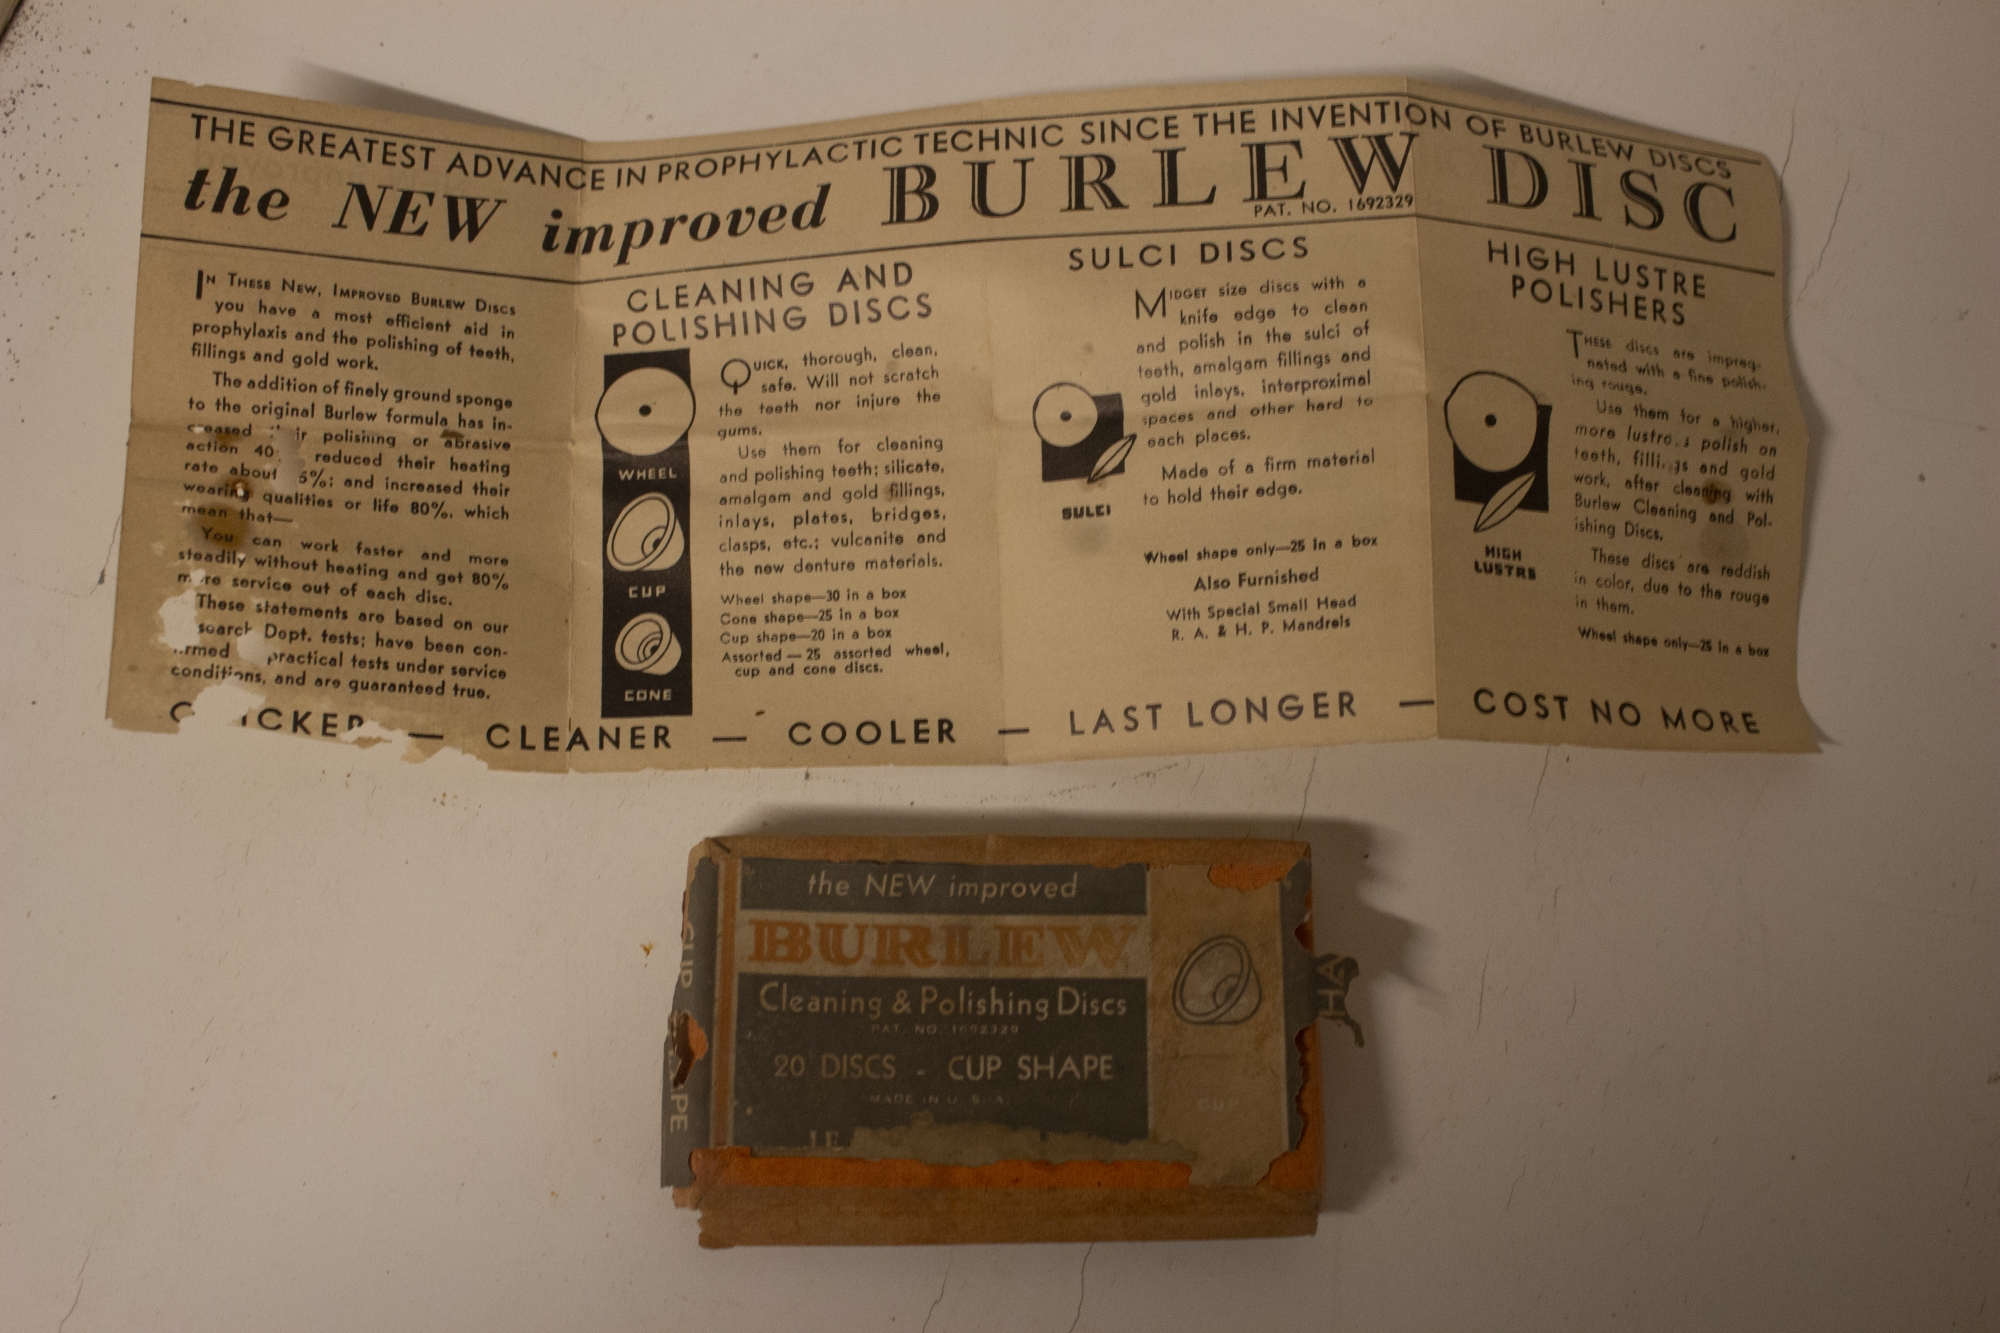 THE GREATEST ADVANCE IN PROPHYLACTIC TECHNIC SINCE THE INVENTION OF BURLEW DISCS
the NEW improved BURLEW DISC
PAT. NO. 1692329
IN THESE NEW, IMPROVED BURLEW DISCS
you have a most efficient aid in
prophylaxis and the polishing of teeth,
fillings and gold work.
The addition of finely ground sponge
to the original Burlew formula has in-
creased polishing or abrasive
action 40 reduced their heating
rate about 5%; and increased their
wearing qualities or life 80%, which
mean that—
You can work faster and more
steadily without heating and get 80%
more service out of each disc.
These statements are based on our
Dept. tests; have been con-
practical tests under service
conditions, and are guaranteed true.
CLEANING AND
POLISHING DISCS
WHEEL
CUP
CONE
QUICK, thorough, clean,
safe. Will not scratch
the teeth nor injure the
gums.
Use them for cleaning
and polishing teeth; silicate,
amalgam and gold fillings,
inlays, plates, bridges,
clasps, etc.; vulcanite and
the new denture materials.
Wheel shape—30 in a box
Cone shape—25 in a box
Cup shape—20 in a box
Assorted — 25 assorted wheel,
cup and cone discs.
SULCI DISCS
MIDGET size discs with a
knife edge to clean
and polish in the sulci of
teeth, amalgam fillings and
gold inlays, interproximal
spaces and other hard to
each places.
Made of a firm material
to hold their edge.
SULCI
Wheel shape only—25 in a box
Also Furnished
With Special Small Head
R. A. & H. P. Mandrels
HIGH LUSTRE
POLISHERS
THESE discs are impreg-
nated with a fine polish-
ing rouge.
Use them for a higher,
more polish on
teeth, and gold
work, after cleaning with
Burlew Cleaning and Pol-
ishing Discs.
These discs are reddish
in color, due to the rouge
in them.
HIGH
LUSTRE
Wheel shape only—25 in a box
— CLEANER — COOLER — LAST LONGER — COST NO MORE
the NEW improved
BURLEW
Cleaning & Polishing Discs
PAT. NO. 1692329
20 DISCS - CUP SHAPE
MADE IN U. S. A.
JE
CUP
CUP
APE
HA